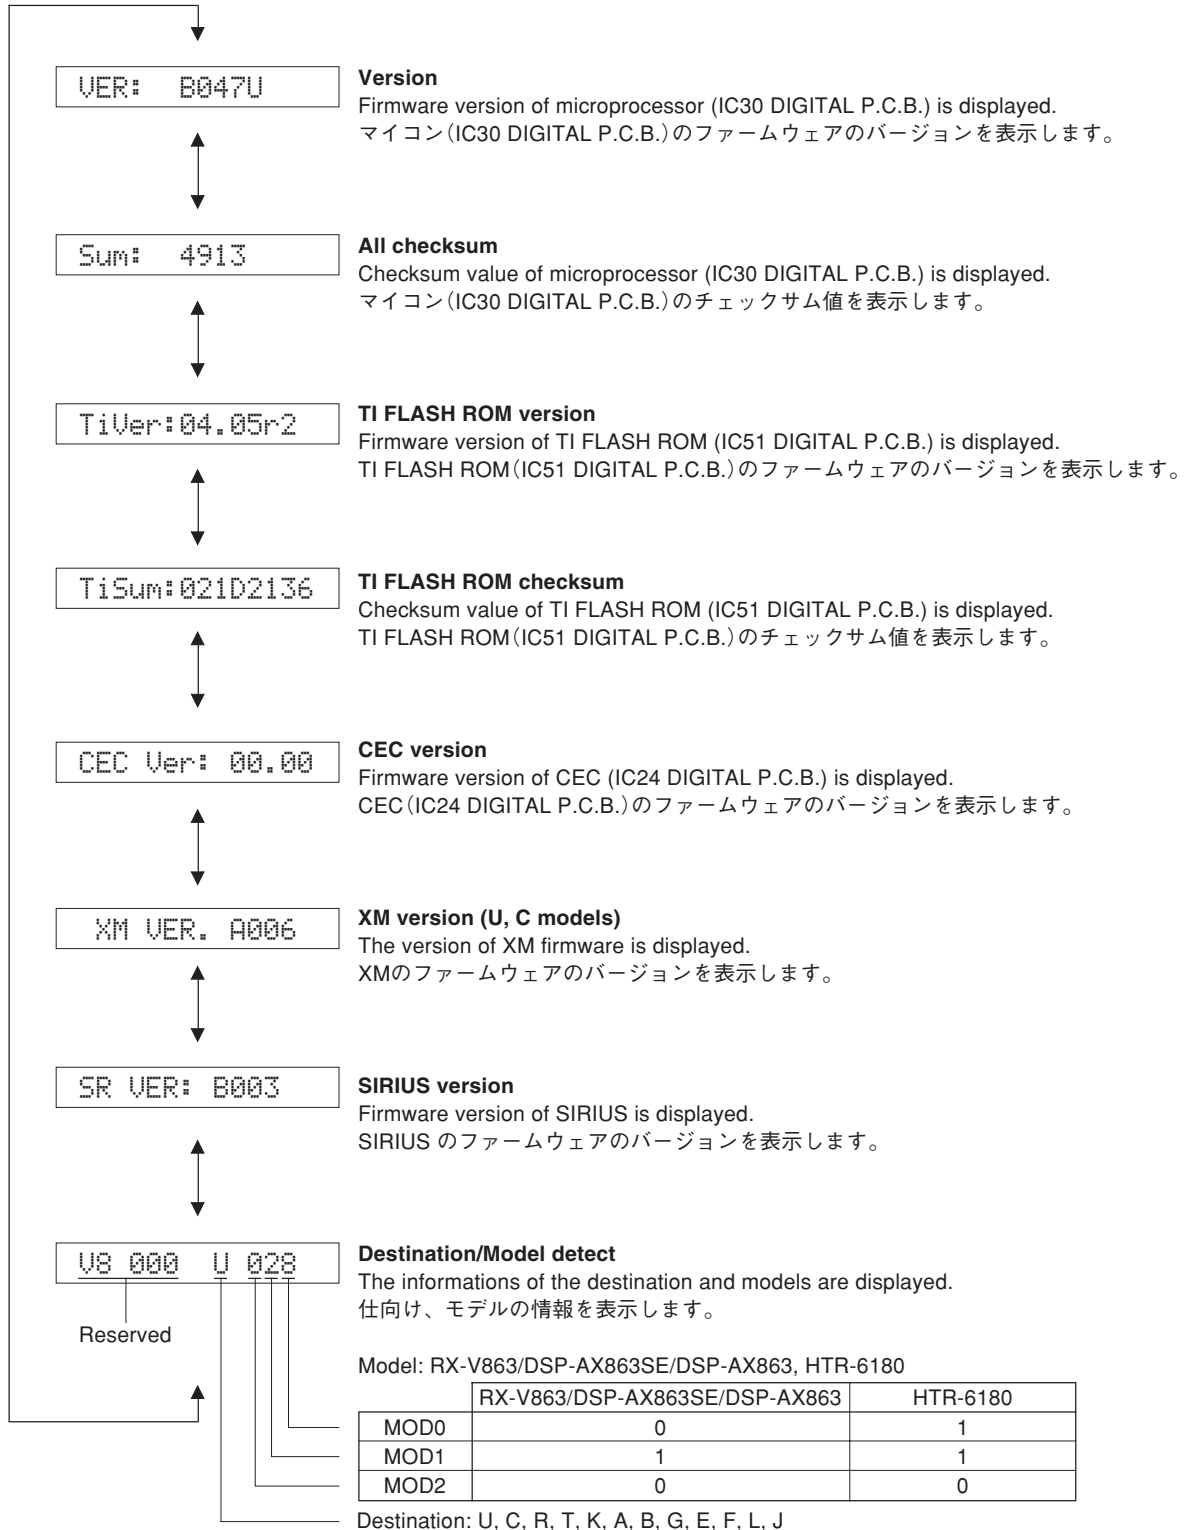 VER: B047U
Version
Firmware version of microprocessor (IC30 DIGITAL P.C.B.) is displayed.
マイコン(IC30 DIGITAL P.C.B.)のファームウェアのバージョンを表示します。
Sum: 4913
All checksum
Checksum value of microprocessor (IC30 DIGITAL P.C.B.) is displayed.
マイコン(IC30 DIGITAL P.C.B.)のチェックサム値を表示します。
TiVer:04.05r2
TI FLASH ROM version
Firmware version of TI FLASH ROM (IC51 DIGITAL P.C.B.) is displayed.
TI FLASH ROM(IC51 DIGITAL P.C.B.)のファームウェアのバージョンを表示します。
TiSum:021D2136
TI FLASH ROM checksum
Checksum value of TI FLASH ROM (IC51 DIGITAL P.C.B.) is displayed.
TI FLASH ROM(IC51 DIGITAL P.C.B.)のチェックサム値を表示します。
CEC Ver: 00.00
CEC version
Firmware version of CEC (IC24 DIGITAL P.C.B.) is displayed.
CEC(IC24 DIGITAL P.C.B.)のファームウェアのバージョンを表示します。
XM VER. A006
XM version (U, C models)
The version of XM firmware is displayed.
XMのファームウェアのバージョンを表示します。
SR VER: B003
SIRIUS version
Firmware version of SIRIUS is displayed.
SIRIUS のファームウェアのバージョンを表示します。
V8 000 U 028
Reserved
Destination/Model detect
The informations of the destination and models are displayed.
仕向け、モデルの情報を表示します。
Model: RX-V863/DSP-AX863SE/DSP-AX863, HTR-6180
RX-V863/DSP-AX863SE/DSP-AX863 HTR-6180
MOD0 0 1
MOD1 1 1
MOD2 0 0
Destination: U, C, R, T, K, A, B, G, E, F, L, J